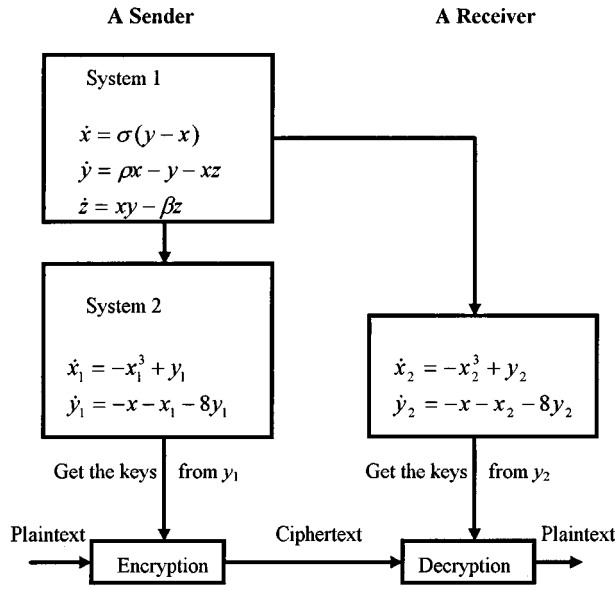 A Sender
A Receiver
System 1
ẋ = σ(y − x)
ẏ = ρx − y − xz
ż = xy − βz
System 2
ẋ₁ = −x₁³ + y₁
ẏ₁ = −x − x₁ − 8y₁
ẋ₂ = −x₂³ + y₂
ẏ₂ = −x − x₂ − 8y₂
Get the keys from y₁
Get the keys from y₂
Plaintext
Ciphertext
Plaintext
Encryption
Decryption